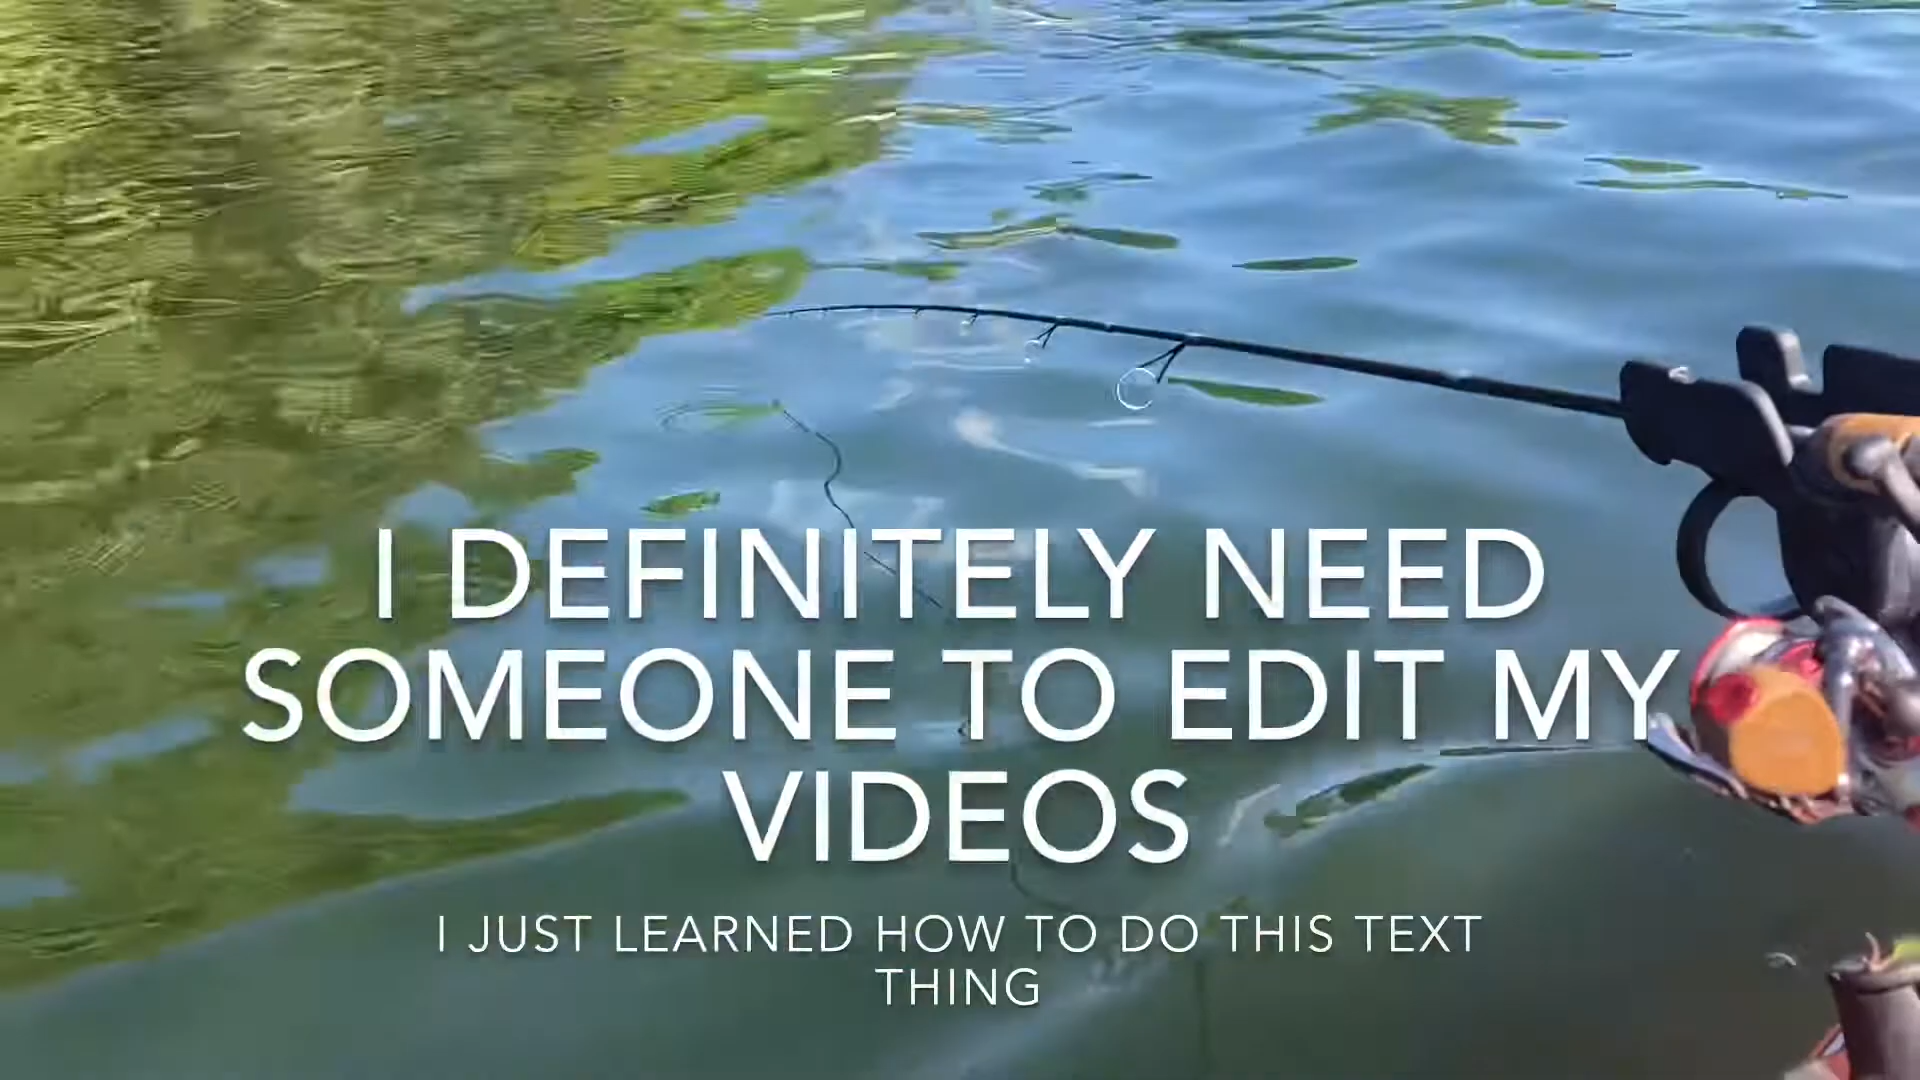 I DEFINITELY NEED
SOMEONE TO EDIT MY
VIDEOS
I JUST LEARNED HOW TO DO THIS TEXT
THING